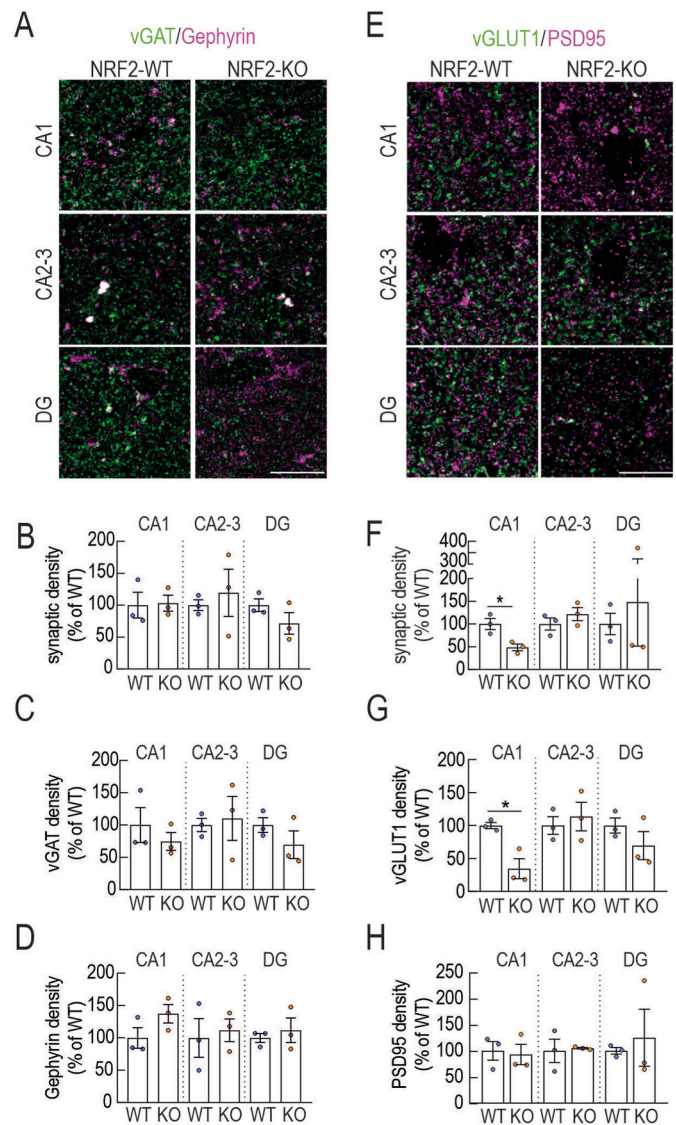 A
vGAT/Gephyrin
NRF2-WT NRF2-KO
CA1
CA2-3
DG
E
vGLUT1/PSD95
NRF2-WT NRF2-KO
CA1
CA2-3
DG
B
CA1 CA2-3 DG
synaptic density
(% of WT)
200
150
100
50
0
WT KO WT KO WT KO
C
CA1 CA2-3 DG
vGAT density
(% of WT)
200
150
100
50
0
WT KO WT KO WT KO
D
CA1 CA2-3 DG
Gephyrin density
(% of WT)
200
150
100
50
0
WT KO WT KO WT KO
F
CA1 CA2-3 DG
synaptic density
(% of WT)
400
300
200
150
100
50
0
*
WT KO WT KO WT KO
G
CA1 CA2-3 DG
vGLUT1 density
(% of WT)
200
150
100
50
0
*
WT KO WT KO WT KO
H
CA1 CA2-3 DG
PSD95 density
(% of WT)
250
200
150
100
50
0
WT KO WT KO WT KO